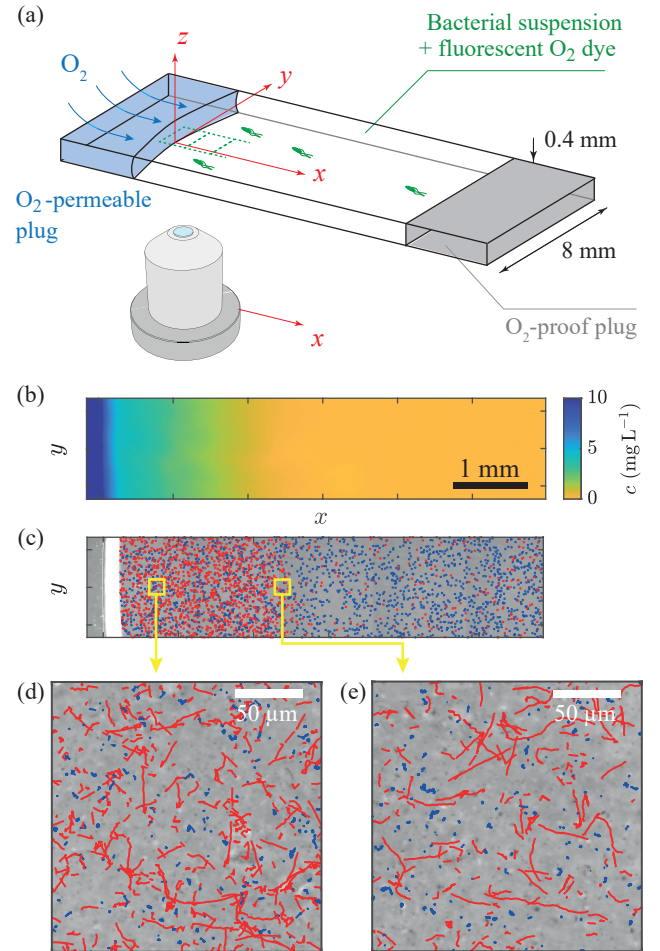 (a)
z
Bacterial suspension
+ fluorescent O₂ dye
O₂
y
x
0.4 mm
O₂-permeable
plug
8 mm
x
O₂-proof plug
(b)
y
1 mm
x
10
5
0
c (mg L⁻¹)
(c)
y
(d)
50 µm
(e)
50 µm